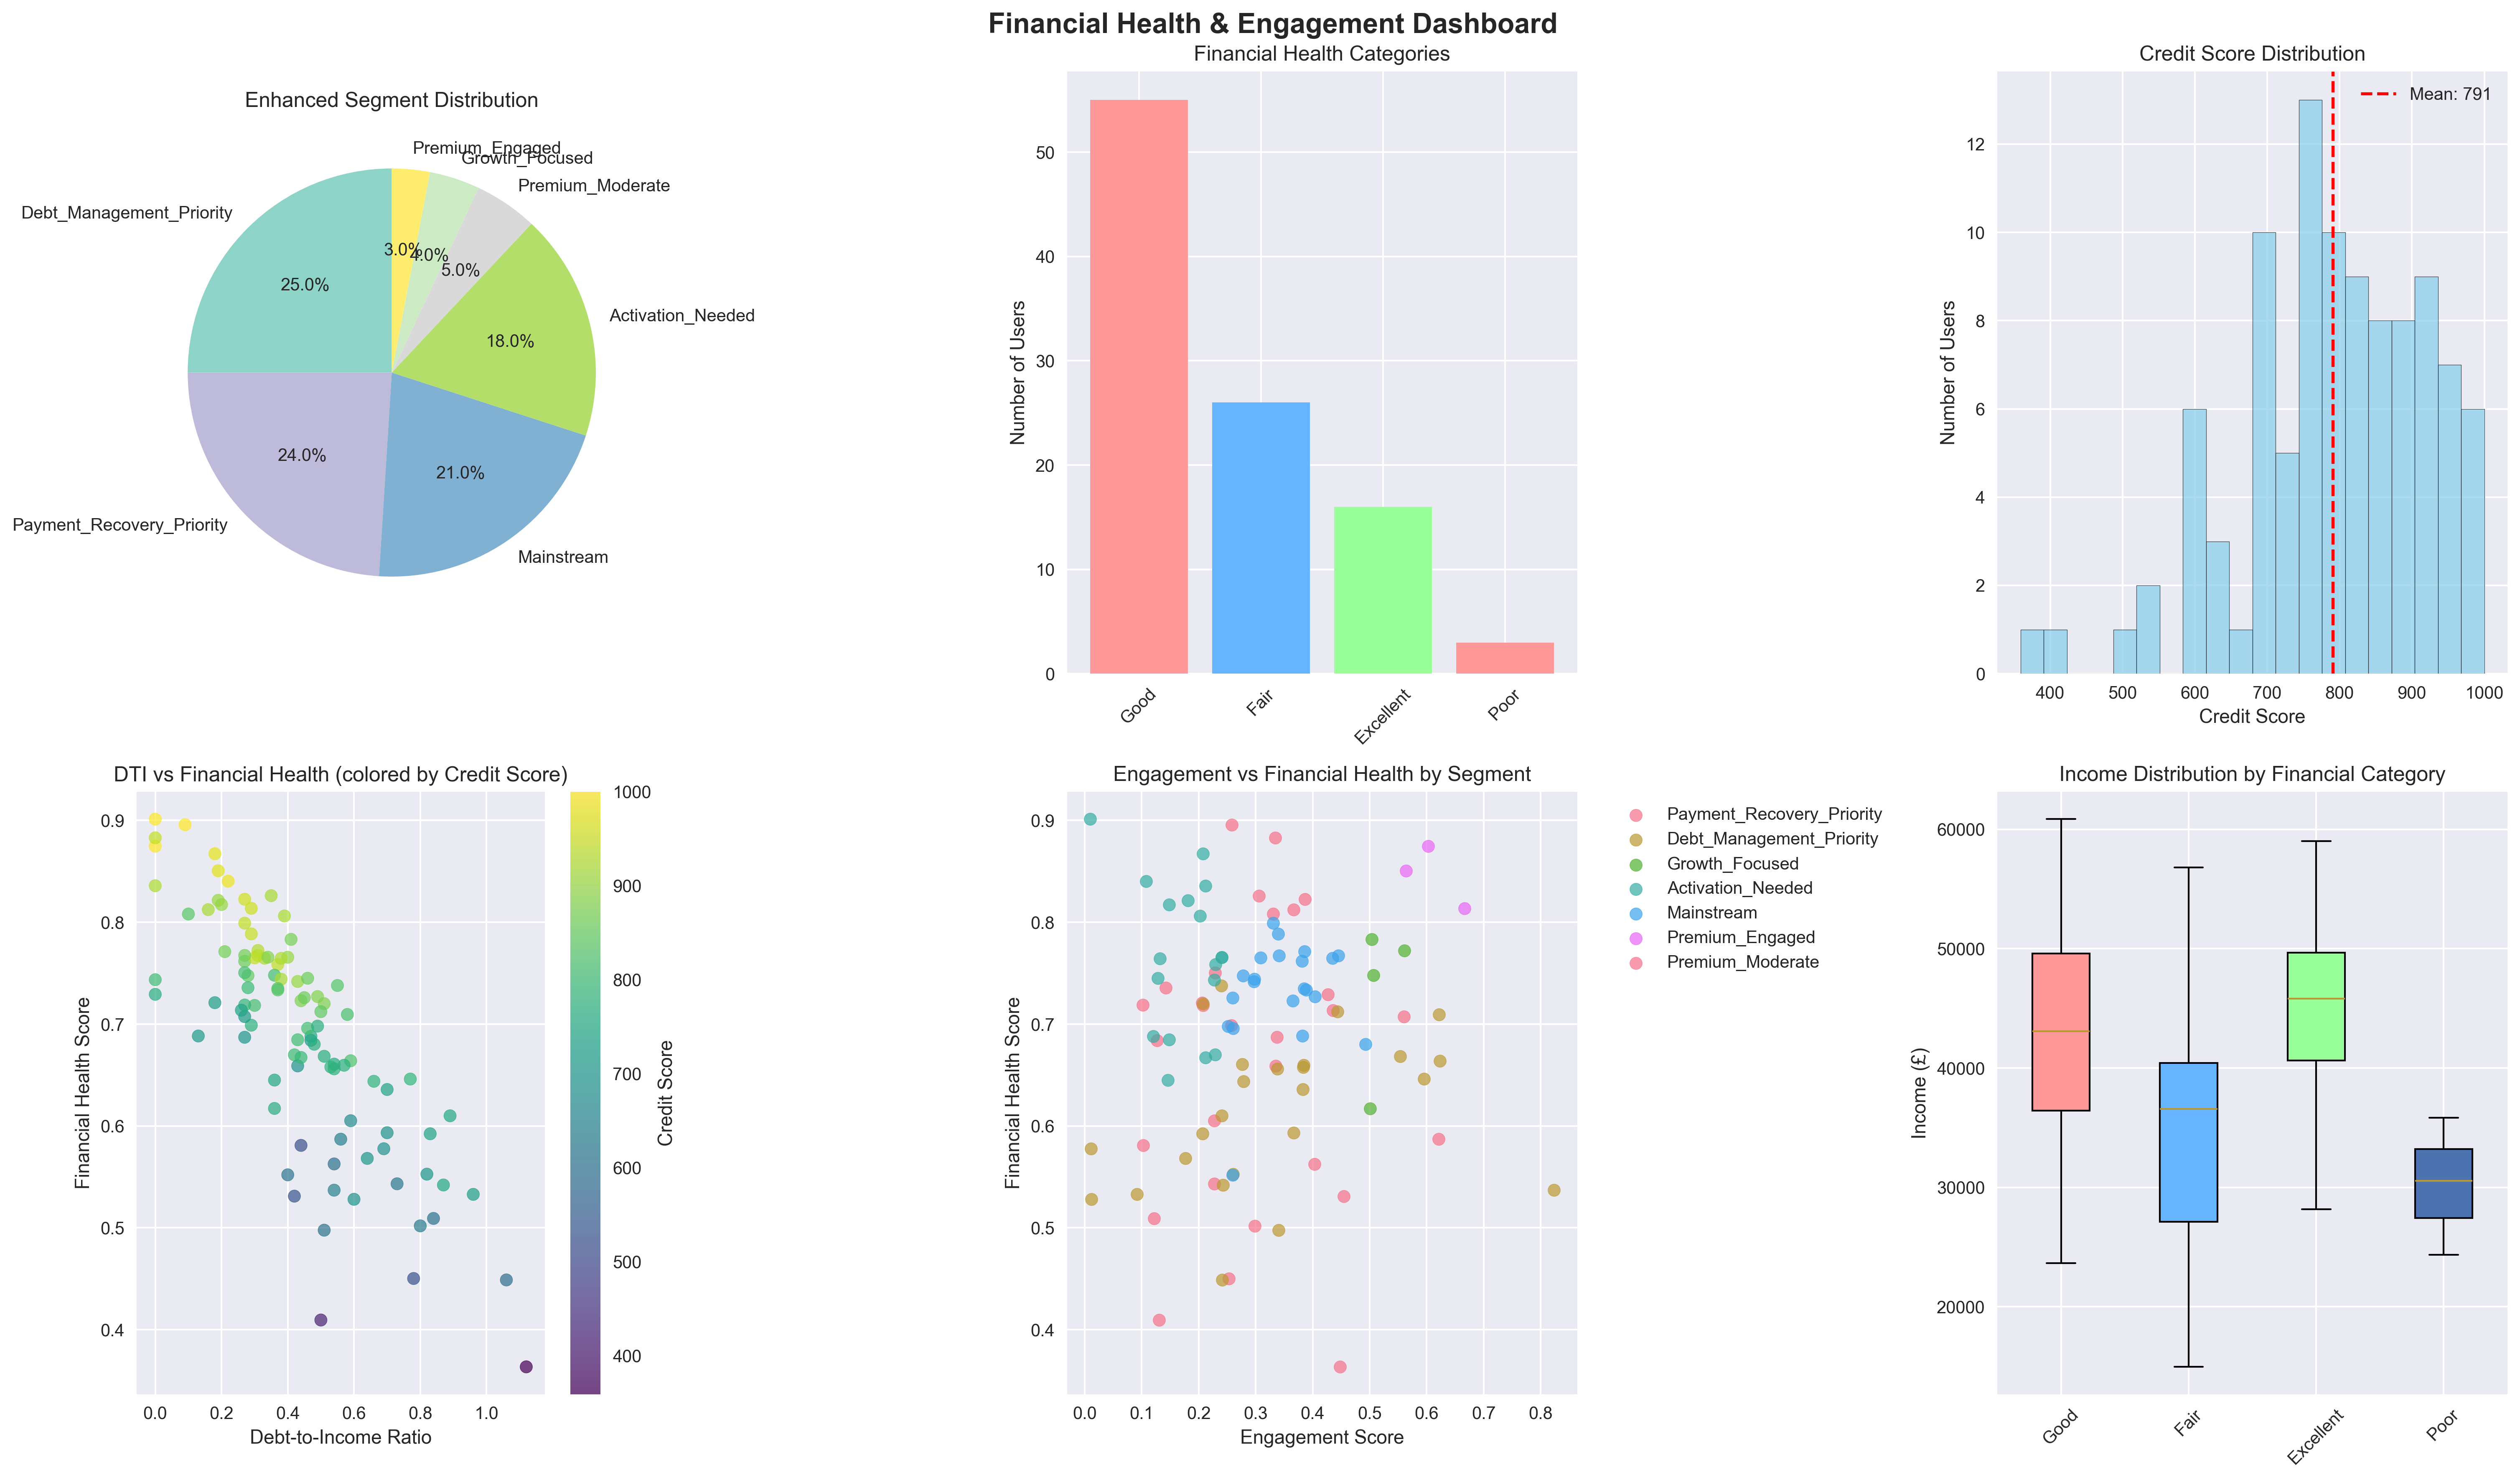 Financial Health & Engagement Dashboard
Enhanced Segment Distribution
Premium_Engaged
Growth_Focused
Premium_Moderate
Debt_Management_Priority
Activation_Needed
Payment_Recovery_Priority
Mainstream
3.0%
4.0%
5.0%
25.0%
18.0%
24.0%
21.0%
Financial Health Categories
Number of Users
50
40
30
20
10
0
Good
Fair
Excellent
Poor
Credit Score Distribution
Mean: 791
Number of Users
12
10
8
6
4
2
0
400
500
600
700
800
900
1000
Credit Score
DTI vs Financial Health (colored by Credit Score)
Financial Health Score
0.9
0.8
0.7
0.6
0.5
0.4
0.0
0.2
0.4
0.6
0.8
1.0
Debt-to-Income Ratio
1000
900
800
700
600
500
400
Credit Score
Engagement vs Financial Health by Segment
Financial Health Score
0.9
0.8
0.7
0.6
0.5
0.4
0.0
0.1
0.2
0.3
0.4
0.5
0.6
0.7
0.8
Engagement Score
Payment_Recovery_Priority
Debt_Management_Priority
Growth_Focused
Activation_Needed
Mainstream
Premium_Engaged
Premium_Moderate
Income Distribution by Financial Category
Income (£)
60000
50000
40000
30000
20000
Good
Fair
Excellent
Poor